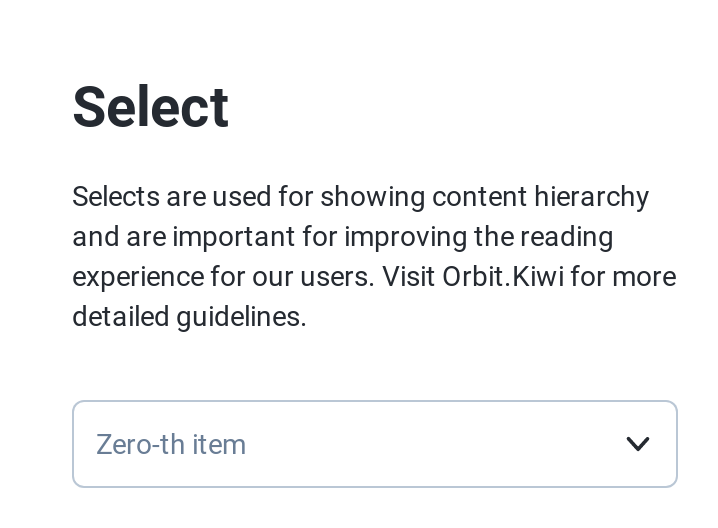 Select
Selects are used for showing content hierarchy
and are important for improving the reading
experience for our users. Visit Orbit.Kiwi for more
detailed guidelines.
Zero-th item